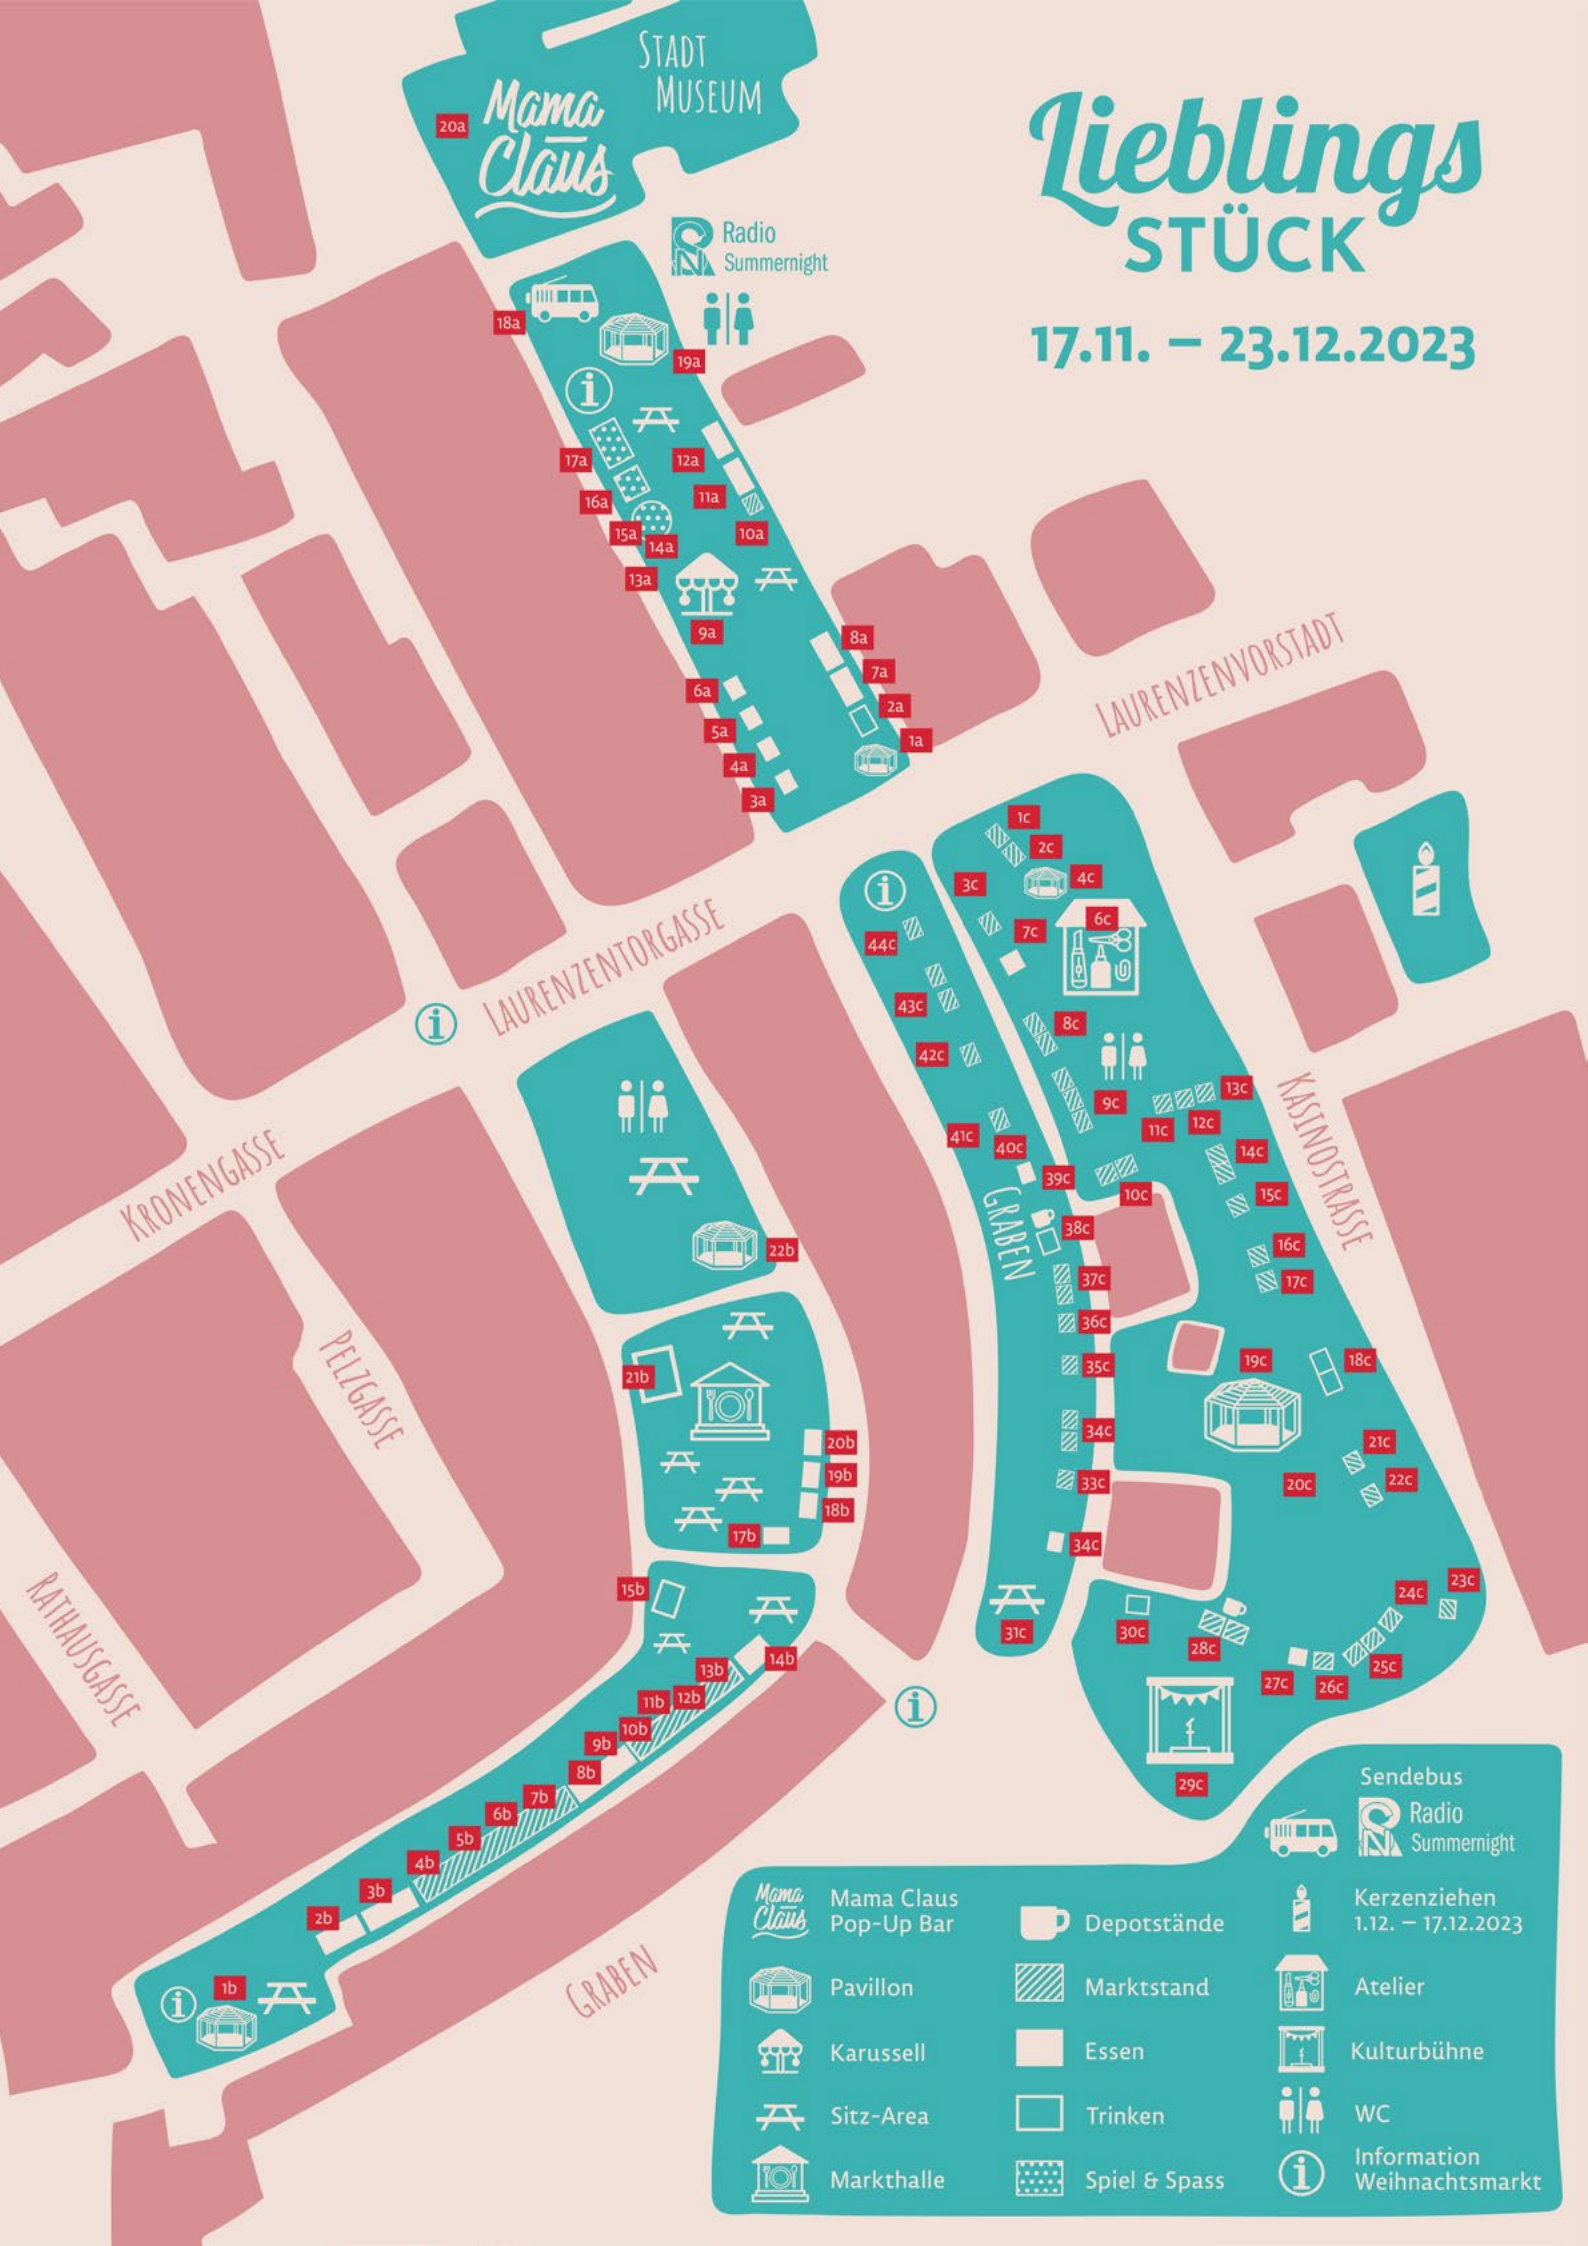 STADT
MUSEUM
Mama
Claus
20a
Lieblings
STÜCK
17.11. – 23.12.2023
Radio
Summernight
18a
19a
17a
12a
16a
11a
15a
14a
10a
13a
9a
8a
7a
6a
2a
5a
1a
4a
3a
LAURENZENVORSTADT
1c
2c
3c
4c
6c
7c
44c
LAURENZENTORGASSE
43c
8c
42c
13c
9c
12c
11c
41c
40c
14c
39c
10c
15c
KASINOSTRASSE
GRABEN
38c
16c
37c
17c
36c
35c
19c
18c
34c
21c
33c
20c
22c
34c
23c
24c
31c
30c
28c
25c
27c
26c
29c
KRONENGASSE
22b
PELZGASSE
21b
20b
19b
18b
17b
15b
RATHAUSGASSE
14b
13b
12b
11b
10b
9b
8b
7b
6b
5b
4b
3b
2b
1b
GRABEN
Sendebus
Radio
Summernight
Mama
Claus
Mama Claus
Pop-Up Bar
Depotstände
Kerzenziehen
1.12. – 17.12.2023
Pavillon
Marktstand
Atelier
Karussell
Essen
Kulturbühne
Sitz-Area
Trinken
WC
Markthalle
Spiel & Spass
Information
Weihnachtsmarkt